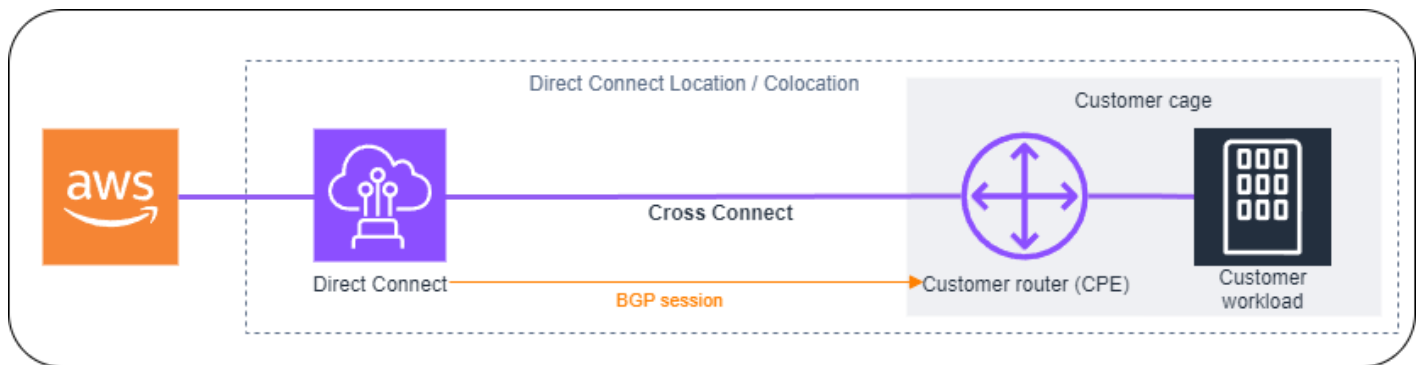 Direct Connect Location / Colocation
Customer cage
aws
Cross Connect
Direct Connect
BGP session
Customer router (CPE)
Customer
workload